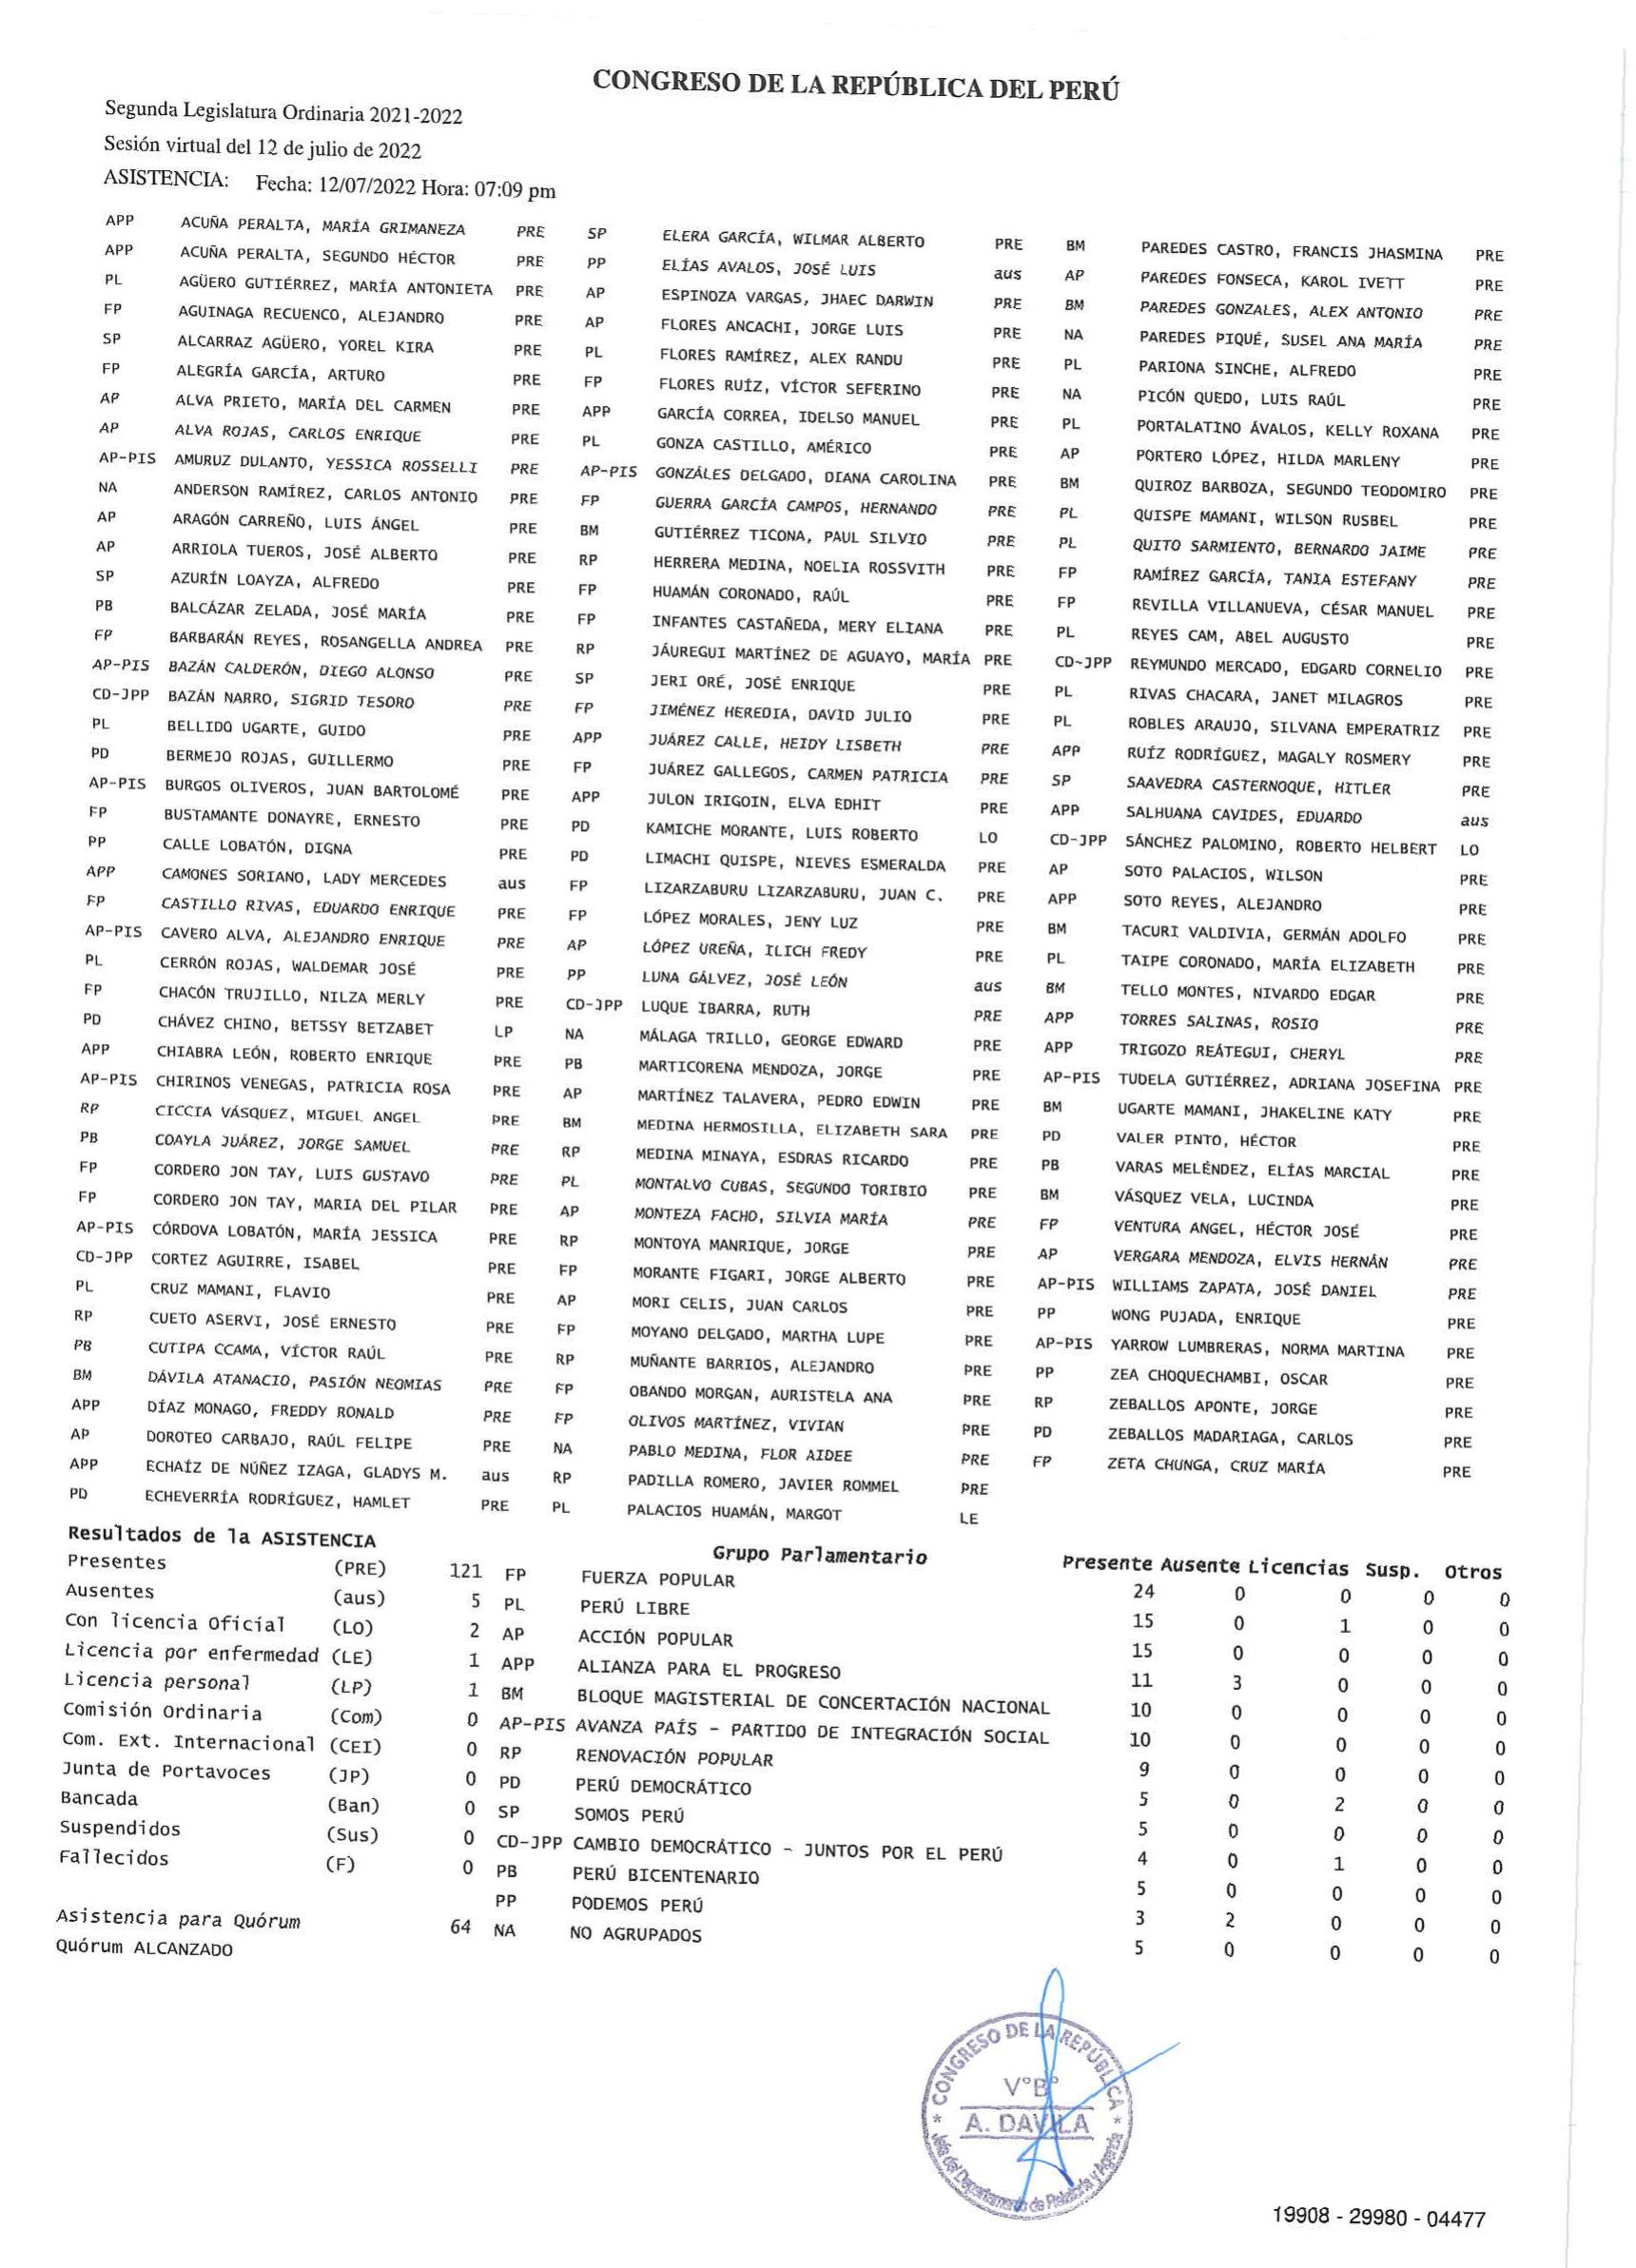 CONGRESO DE LA REPÚBLICA DEL PERÚ
Segunda Legislatura Ordinaria 2021-2022
Sesión virtual del 12 de julio de 2022
ASISTENCIA: Fecha: 12/07/2022 Hora: 07:09 pm
APP ACUÑA PERALTA, MARÍA GRIMANEZA PRE SP ELERA GARCÍA, WILMAR ALBERTO PRE BM PAREDES CASTRO, FRANCIS JHASMINA PRE
APP ACUÑA PERALTA, SEGUNDO HÉCTOR PRE PP ELÍAS AVALOS, JOSÉ LUIS aus AP PAREDES FONSECA, KAROL IVETT PRE
PL AGÜERO GUTIÉRREZ, MARÍA ANTONIETA PRE AP ESPINOZA VARGAS, JHAEC DARWIN PRE BM PAREDES GONZALES, ALEX ANTONIO PRE
FP AGUINAGA RECUENCO, ALEJANDRO PRE AP FLORES ANCACHI, JORGE LUIS PRE NA PAREDES PIQUÉ, SUSEL ANA MARÍA PRE
SP ALCARRAZ AGÜERO, YOREL KIRA PRE PL FLORES RAMÍREZ, ALEX RANDU PRE PL PARIONA SINCHE, ALFREDO PRE
FP ALEGRÍA GARCÍA, ARTURO PRE FP FLORES RUÍZ, VÍCTOR SEFERINO PRE NA PICÓN QUEDO, LUIS RAÚL PRE
AP ALVA PRIETO, MARÍA DEL CARMEN PRE APP GARCÍA CORREA, IDELSO MANUEL PRE PL PORTALATINO ÁVALOS, KELLY ROXANA PRE
AP ALVA ROJAS, CARLOS ENRIQUE PRE PL GONZA CASTILLO, AMÉRICO PRE AP PORTERO LÓPEZ, HILDA MARLENY PRE
AP-PIS AMURUZ DULANTO, YESSICA ROSSELLI PRE AP-PIS GONZÁLES DELGADO, DIANA CAROLINA PRE BM QUIROZ BARBOZA, SEGUNDO TEODOMIRO PRE
NA ANDERSON RAMÍREZ, CARLOS ANTONIO PRE FP GUERRA GARCÍA CAMPOS, HERNANDO PRE PL QUISPE MAMANI, WILSON RUSBEL PRE
AP ARAGÓN CARREÑO, LUIS ÁNGEL PRE BM GUTIÉRREZ TICONA, PAUL SILVIO PRE PL QUITO SARMIENTO, BERNARDO JAIME PRE
AP ARRIOLA TUEROS, JOSÉ ALBERTO PRE RP HERRERA MEDINA, NOELIA ROSSVITH PRE FP RAMÍREZ GARCÍA, TANIA ESTEFANY PRE
SP AZURÍN LOAYZA, ALFREDO PRE FP HUAMÁN CORONADO, RAÚL PRE FP REVILLA VILLANUEVA, CÉSAR MANUEL PRE
PB BALCÁZAR ZELADA, JOSÉ MARÍA PRE FP INFANTES CASTAÑEDA, MERY ELIANA PRE PL REYES CAM, ABEL AUGUSTO PRE
FP BARBARÁN REYES, ROSANGELLA ANDREA PRE RP JÁUREGUI MARTÍNEZ DE AGUAYO, MARÍA PRE CD-JPP REYMUNDO MERCADO, EDGARD CORNELIO PRE
AP-PIS BAZÁN CALDERÓN, DIEGO ALONSO PRE SP JERI ORÉ, JOSÉ ENRIQUE PRE PL RIVAS CHACARA, JANET MILAGROS PRE
CD-JPP BAZÁN NARRO, SIGRID TESORO PRE FP JIMÉNEZ HEREDIA, DAVID JULIO PRE PL ROBLES ARAUJO, SILVANA EMPERATRIZ PRE
PL BELLIDO UGARTE, GUIDO PRE APP JUÁREZ CALLE, HEIDY LISBETH PRE APP RUÍZ RODRÍGUEZ, MAGALY ROSMERY PRE
PD BERMEJO ROJAS, GUILLERMO PRE FP JUÁREZ GALLEGOS, CARMEN PATRICIA PRE SP SAAVEDRA CASTERNOQUE, HITLER PRE
AP-PIS BURGOS OLIVEROS, JUAN BARTOLOMÉ PRE APP JULON IRIGOIN, ELVA EDHIT PRE APP SALHUANA CAVIDES, EDUARDO aus
FP BUSTAMANTE DONAYRE, ERNESTO PRE PD KAMICHE MORANTE, LUIS ROBERTO LO CD-JPP SÁNCHEZ PALOMINO, ROBERTO HELBERT LO
PP CALLE LOBATÓN, DIGNA PRE PD LIMACHI QUISPE, NIEVES ESMERALDA PRE AP SOTO PALACIOS, WILSON PRE
APP CAMONES SORIANO, LADY MERCEDES aus FP LIZARZABURU LIZARZABURU, JUAN C. PRE APP SOTO REYES, ALEJANDRO PRE
FP CASTILLO RIVAS, EDUARDO ENRIQUE PRE FP LÓPEZ MORALES, JENY LUZ PRE BM TACURI VALDIVIA, GERMÁN ADOLFO PRE
AP-PIS CAVERO ALVA, ALEJANDRO ENRIQUE PRE AP LÓPEZ UREÑA, ILICH FREDY PRE PL TAIPE CORONADO, MARÍA ELIZABETH PRE
PL CERRÓN ROJAS, WALDEMAR JOSÉ PRE PP LUNA GÁLVEZ, JOSÉ LEÓN aus BM TELLO MONTES, NIVARDO EDGAR PRE
FP CHACÓN TRUJILLO, NILZA MERLY PRE CD-JPP LUQUE IBARRA, RUTH PRE APP TORRES SALINAS, ROSIO PRE
PD CHÁVEZ CHINO, BETSSY BETZABET LP NA MÁLAGA TRILLO, GEORGE EDWARD PRE APP TRIGOZO REÁTEGUI, CHERYL PRE
APP CHIABRA LEÓN, ROBERTO ENRIQUE PRE PB MARTICORENA MENDOZA, JORGE PRE AP-PIS TUDELA GUTIÉRREZ, ADRIANA JOSEFINA PRE
AP-PIS CHIRINOS VENEGAS, PATRICIA ROSA PRE AP MARTÍNEZ TALAVERA, PEDRO EDWIN PRE BM UGARTE MAMANI, JHAKELINE KATY PRE
RP CICCIA VÁSQUEZ, MIGUEL ANGEL PRE BM MEDINA HERMOSILLA, ELIZABETH SARA PRE PD VALER PINTO, HÉCTOR PRE
PB COAYLA JUÁREZ, JORGE SAMUEL PRE RP MEDINA MINAYA, ESDRAS RICARDO PRE PB VARAS MELÉNDEZ, ELÍAS MARCIAL PRE
FP CORDERO JON TAY, LUIS GUSTAVO PRE PL MONTALVO CUBAS, SEGUNDO TORIBIO PRE BM VÁSQUEZ VELA, LUCINDA PRE
FP CORDERO JON TAY, MARIA DEL PILAR PRE AP MONTEZA FACHO, SILVIA MARÍA PRE FP VENTURA ANGEL, HÉCTOR JOSÉ PRE
AP-PIS CÓRDOVA LOBATÓN, MARÍA JESSICA PRE RP MONTOYA MANRIQUE, JORGE PRE AP VERGARA MENDOZA, ELVIS HERNÁN PRE
CD-JPP CORTEZ AGUIRRE, ISABEL PRE FP MORANTE FIGARI, JORGE ALBERTO PRE AP-PIS WILLIAMS ZAPATA, JOSÉ DANIEL PRE
PL CRUZ MAMANI, FLAVIO PRE AP MORI CELIS, JUAN CARLOS PRE PP WONG PUJADA, ENRIQUE PRE
RP CUETO ASERVI, JOSÉ ERNESTO PRE FP MOYANO DELGADO, MARTHA LUPE PRE AP-PIS YARROW LUMBRERAS, NORMA MARTINA PRE
PB CUTIPA CCAMA, VÍCTOR RAÚL PRE RP MUÑANTE BARRIOS, ALEJANDRO PRE PP ZEA CHOQUECHAMBI, OSCAR PRE
BM DÁVILA ATANACIO, PASIÓN NEOMIAS PRE FP OBANDO MORGAN, AURISTELA ANA PRE RP ZEBALLOS APONTE, JORGE PRE
APP DÍAZ MONAGO, FREDDY RONALD PRE FP OLIVOS MARTÍNEZ, VIVIAN PRE PD ZEBALLOS MADARIAGA, CARLOS PRE
AP DOROTEO CARBAJO, RAÚL FELIPE PRE NA PABLO MEDINA, FLOR AIDEE PRE FP ZETA CHUNGA, CRUZ MARÍA PRE
APP ECHAÍZ DE NÚÑEZ IZAGA, GLADYS M. aus RP PADILLA ROMERO, JAVIER ROMMEL PRE
PD ECHEVERRÍA RODRÍGUEZ, HAMLET PRE PL PALACIOS HUAMÁN, MARGOT LE
Resultados de la ASISTENCIA Grupo Parlamentario Presente Ausente Licencias Susp. Otros
Presentes (PRE) 121 FP FUERZA POPULAR 24 0 0 0 0
Ausentes (aus) 5 PL PERÚ LIBRE 15 0 1 0 0
Con licencia Oficial (LO) 2 AP ACCIÓN POPULAR 15 0 0 0 0
Licencia por enfermedad (LE) 1 APP ALIANZA PARA EL PROGRESO 11 3 0 0 0
Licencia personal (LP) 1 BM BLOQUE MAGISTERIAL DE CONCERTACIÓN NACIONAL 10 0 0 0 0
Comisión Ordinaria (Com) 0 AP-PIS AVANZA PAÍS - PARTIDO DE INTEGRACIÓN SOCIAL 10 0 0 0 0
Com. Ext. Internacional (CEI) 0 RP RENOVACIÓN POPULAR 9 0 0 0 0
Junta de Portavoces (JP) 0 PD PERÚ DEMOCRÁTICO 5 0 2 0 0
Bancada (Ban) 0 SP SOMOS PERÚ 5 0 0 0 0
Suspendidos (Sus) 0 CD-JPP CAMBIO DEMOCRÁTICO - JUNTOS POR EL PERÚ 4 0 1 0 0
Fallecidos (F) 0 PB PERÚ BICENTENARIO 5 0 0 0 0
PP PODEMOS PERÚ 3 2 0 0 0
Asistencia para Quórum 64 NA NO AGRUPADOS 5 0 0 0 0
Quórum ALCANZADO
CONGRESO DE LA REPÚBLICA
V°B°
A. DAVILA
Jefa del Departamento de Relatoría y Agenda
19908 - 29980 - 04477